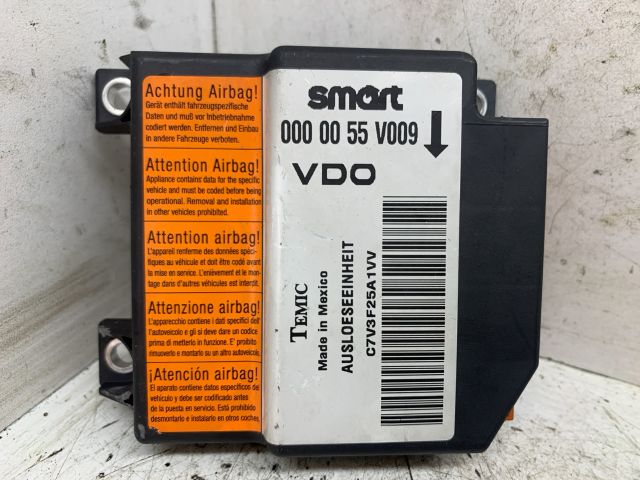 Achtung Airbag!
Gerät enthält fahrzeugspezifische
Daten und muß vor Inbetriebnahme
codiert werden. Entfernen und Einbau
in andere Fahrzeuge verboten.
Attention Airbag!
Appliance contains data for the specific
vehicle and must be coded before being
operational. Removal and installation
in other vehicles prohibited.
Attention airbag!
L'appareil renferme des données spéci-
fiques au véhicule et doit être codé avant
la mise en service. L'enlèvement et le mon-
tage dans d'autres véhicules est interdit.
Attenzione airbag!
L'apparecchio contiene i dati specifici dell'
autoveicolo e gli si deve dare un codice
prima di metterlo in funzione. E' proibito
rimuoverlo e montarlo su un altro autoveicolo.
¡Atención airbag!
El aparato contiene datos específicos del
vehículo y debe ser codificado antes
de la puesta en servicio. Está prohibido
desmontarlo e instalarlo en otros coches.
smart
000 00 55 V009
VDO
TEMIC
Made in Mexico
AUSLOESEEINHEIT
C7V3F25A1VV